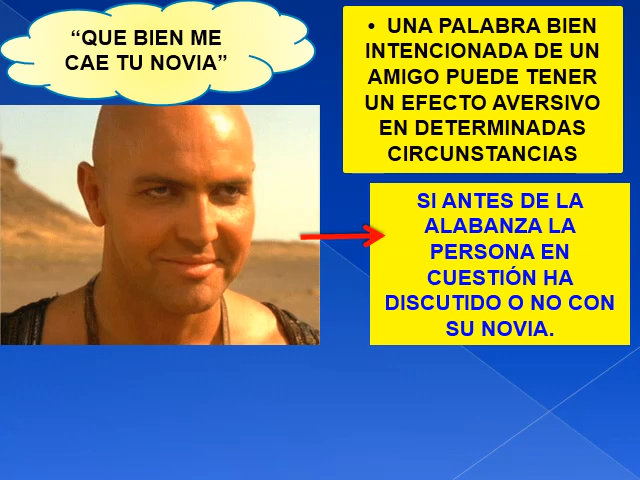 “QUE BIEN ME
CAE TU NOVIA”
• UNA PALABRA BIEN
INTENCIONADA DE UN
AMIGO PUEDE TENER
UN EFECTO AVERSIVO
EN DETERMINADAS
CIRCUNSTANCIAS
SI ANTES DE LA
ALABANZA LA
PERSONA EN
CUESTIÓN HA
DISCUTIDO O NO CON
SU NOVIA.